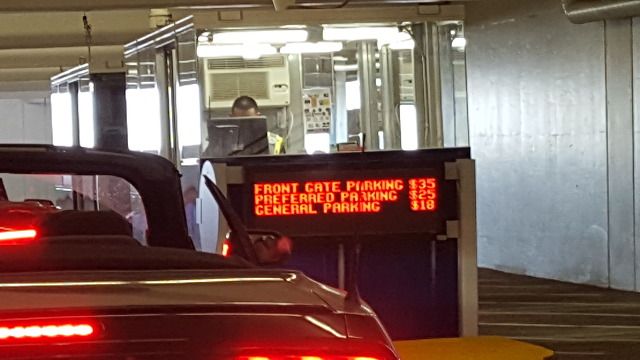 FRONT GATE PARKING $35
PREFERRED PARKING $25
GENERAL PARKING $18